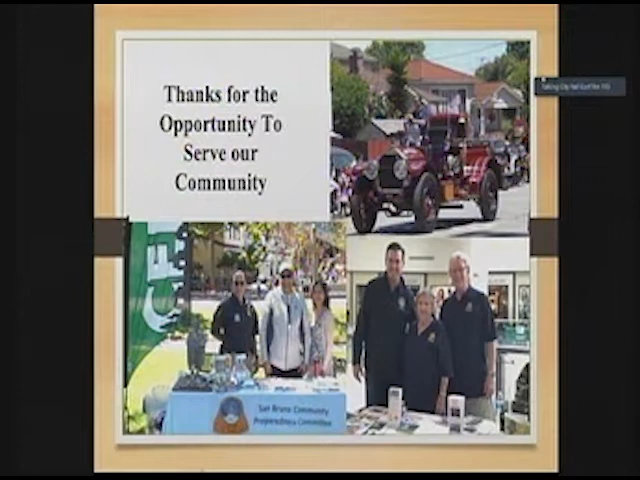 Thanks for the
Opportunity To
Serve our
Community
San Bruno Community
Preparedness Committee